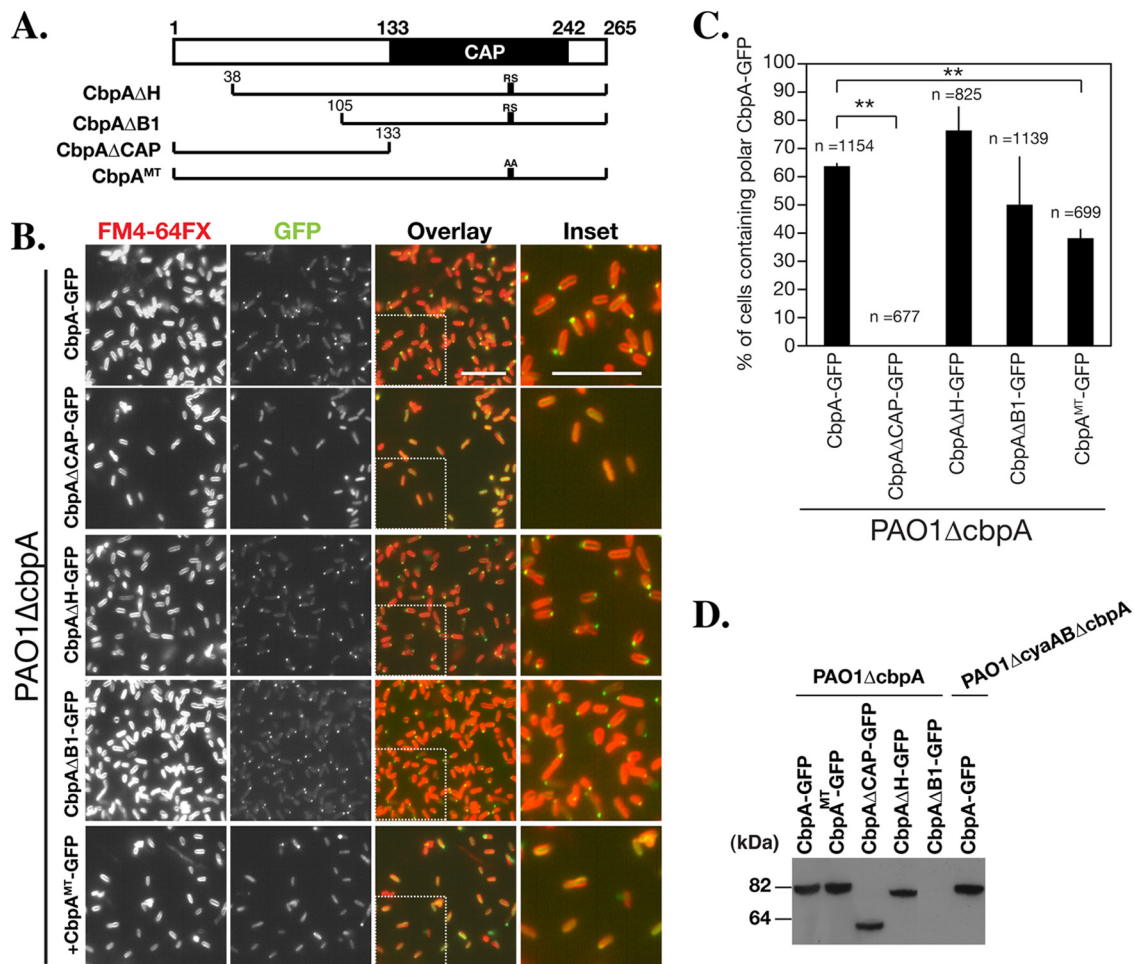 A.
1 133 242 265
CAP
38 RS
CbpAΔH
105 RS
CbpAΔB1
133
CbpAΔCAP
AA
CbpA^MT
B.
FM4-64FX GFP Overlay Inset
PAO1ΔcbpA
CbpA-GFP
CbpAΔCAP-GFP
CbpAΔH-GFP
CbpAΔB1-GFP
+CbpA^MT-GFP
C.
% of cells containing polar CbpA-GFP
100
90
80
70
60
50
40
30
20
10
0
**
**
n =1154
n =677
n =825
n =1139
n =699
CbpA-GFP
CbpAΔCAP-GFP
CbpAΔH-GFP
CbpAΔB1-GFP
CbpA^MT-GFP
PAO1ΔcbpA
D.
PAO1ΔcbpA
PAO1ΔcyaABΔcbpA
CbpA-GFP
CbpA^MT-GFP
CbpAΔCAP-GFP
CbpAΔH-GFP
CbpAΔB1-GFP
CbpA-GFP
(kDa)
82
64